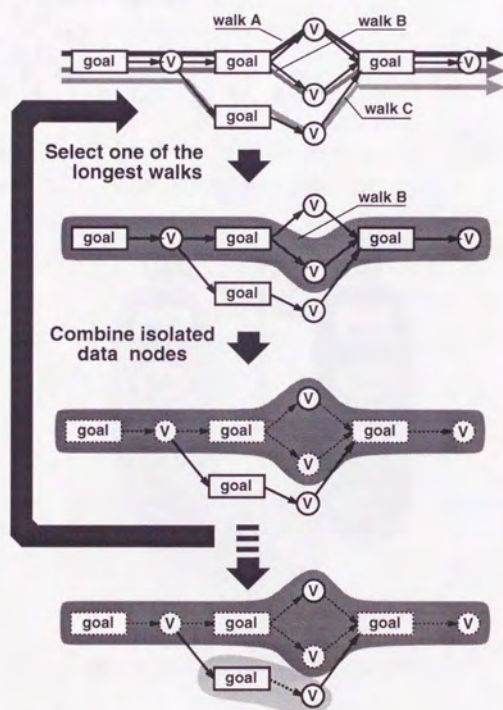 walk A
V
walk B
goal
V
goal
goal
V
V
goal
V
walk C
Select one of the
longest walks
walk B
V
goal
V
goal
goal
V
V
goal
V
Combine isolated
data nodes
V
goal
V
goal
goal
V
V
goal
V
V
goal
V
goal
goal
V
V
goal
V